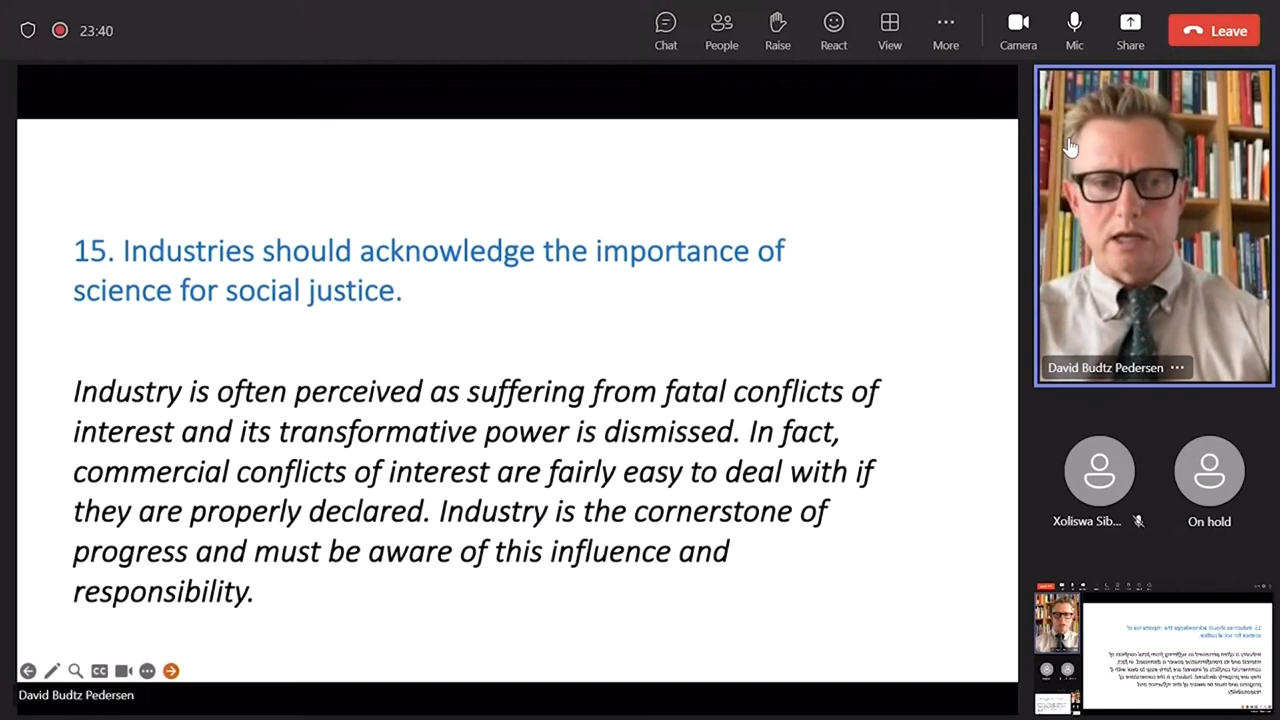 23:40
Chat
People
Raise
React
View
More
Camera
Mic
Share
Leave
15. Industries should acknowledge the importance of
science for social justice.
Industry is often perceived as suffering from fatal conflicts of
interest and its transformative power is dismissed. In fact,
commercial conflicts of interest are fairly easy to deal with if
they are properly declared. Industry is the cornerstone of
progress and must be aware of this influence and
responsibility.
CC
David Budtz Pedersen
David Budtz Pedersen
Xoliswa Sib...
On hold